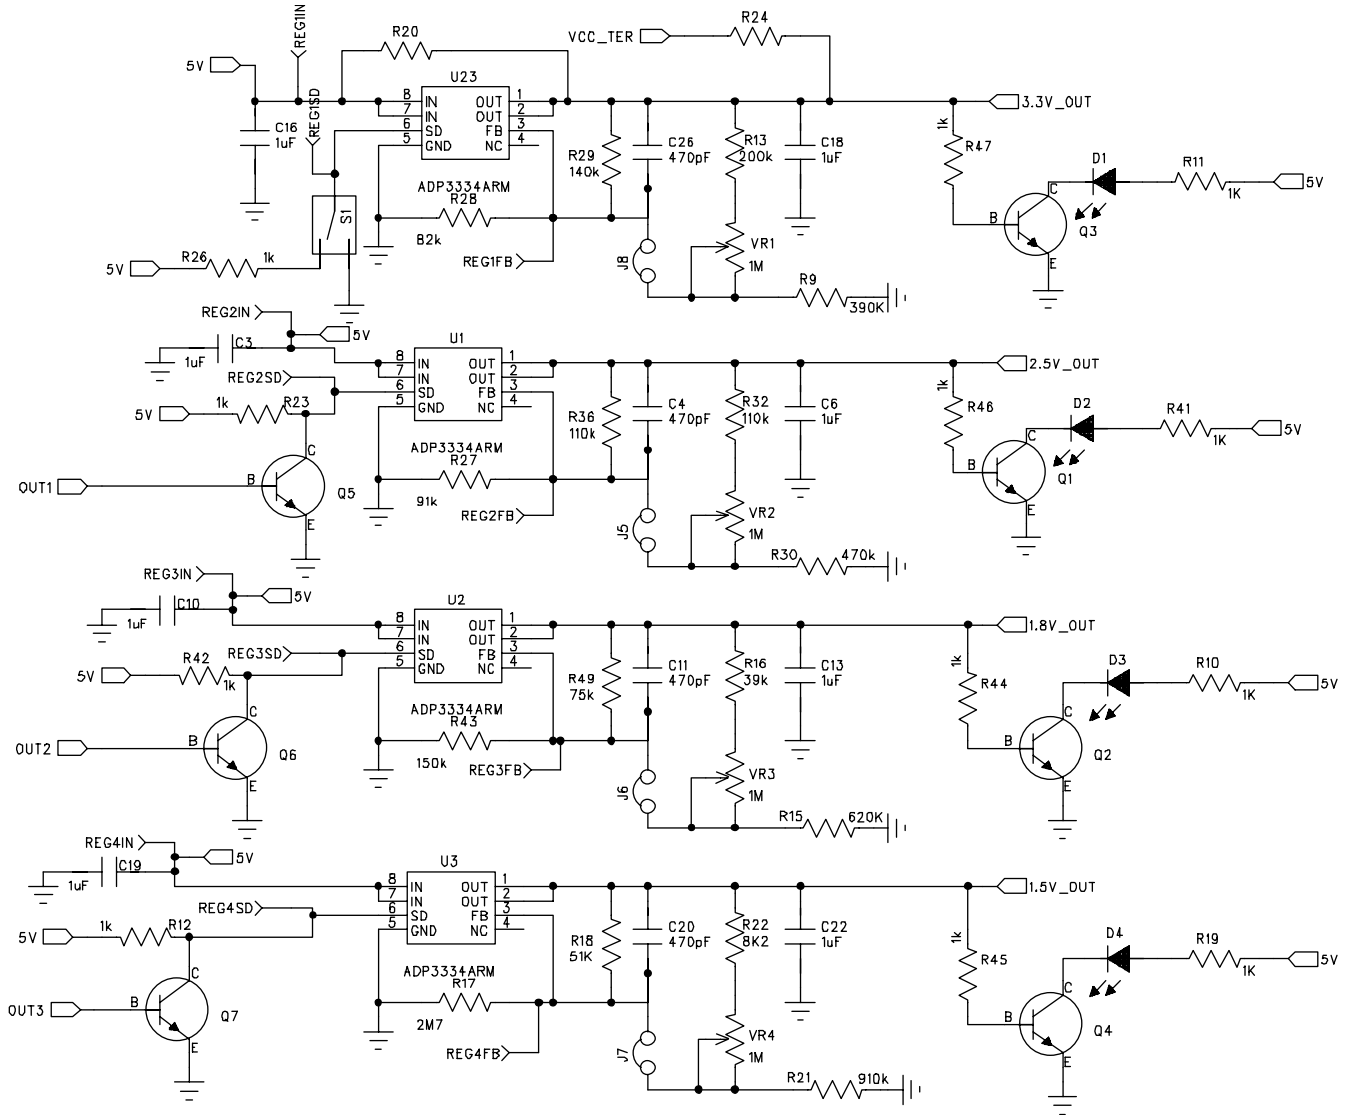 REG1IN
R20
R24
VCC_TER
5V
U23
REG1SD
C16
1uF
8 IN OUT 1
7 IN OUT 2
6 SD FB 3
5 GND NC 4
3.3V_OUT
1k
R47
R29
140k
C26
470pF
R13
200k
C18
1uF
D1
R11
1K
5V
ADP3334ARM
R28
82k
S1
C
B
E
Q3
5V
R26
1k
REG1FB
J8
VR1
1M
R9
390K
REG2IN
5V
C3
1uF
U1
8 IN OUT 1
7 IN OUT 2
6 SD FB 3
5 GND NC 4
2.5V_OUT
REG2SD
5V
1k
R23
R36
110k
C4
470pF
R32
110k
C6
1uF
1k
R46
D2
R41
1K
5V
ADP3334ARM
R27
91k
C
B
E
Q1
OUT1
C
B
E
Q5
REG2FB
J5
VR2
1M
R30
470k
REG3IN
5V
C10
1uF
U2
8 IN OUT 1
7 IN OUT 2
6 SD FB 3
5 GND NC 4
1.8V_OUT
REG3SD
5V
R42
1k
R49
75k
C11
470pF
R16
39k
C13
1uF
1k
R44
D3
R10
1K
5V
ADP3334ARM
R43
150k
C
B
E
Q2
OUT2
C
B
E
Q6
REG3FB
J6
VR3
1M
R15
620K
REG4IN
5V
C19
1uF
U3
8 IN OUT 1
7 IN OUT 2
6 SD FB 3
5 GND NC 4
1.5V_OUT
REG4SD
5V
1k
R12
R18
51K
C20
470pF
R22
8K2
C22
1uF
1k
R45
D4
R19
1K
5V
ADP3334ARM
R17
2M7
C
B
E
Q4
OUT3
C
B
E
Q7
REG4FB
J7
VR4
1M
R21
910k